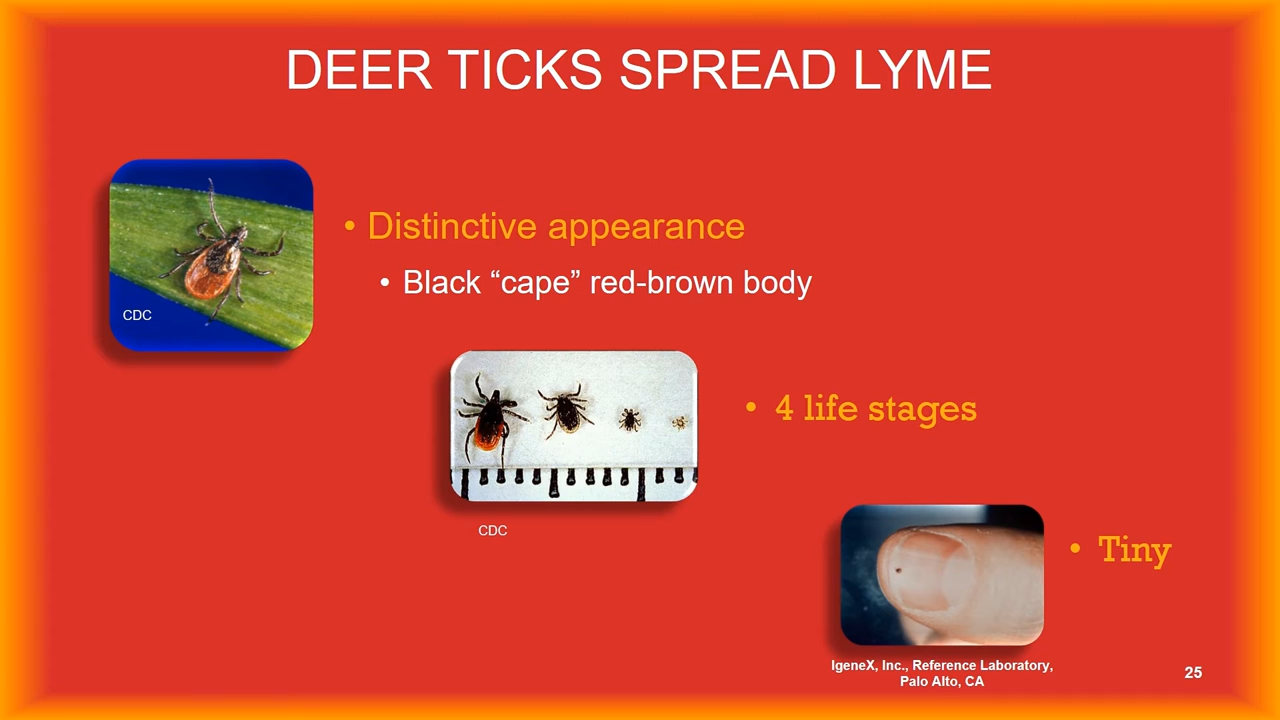 DEER TICKS SPREAD LYME
• Distinctive appearance
• Black “cape” red-brown body
CDC
• 4 life stages
CDC
• Tiny
IgeneX, Inc., Reference Laboratory,
Palo Alto, CA
25